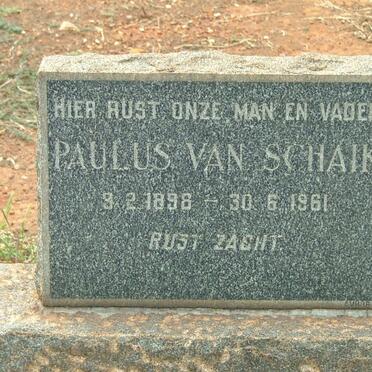 HIER RUST ONZE MAN EN VADER
PAULUS VAN SCHAIK
3.2.1898 – 30.6.1961
RUST ZACHT